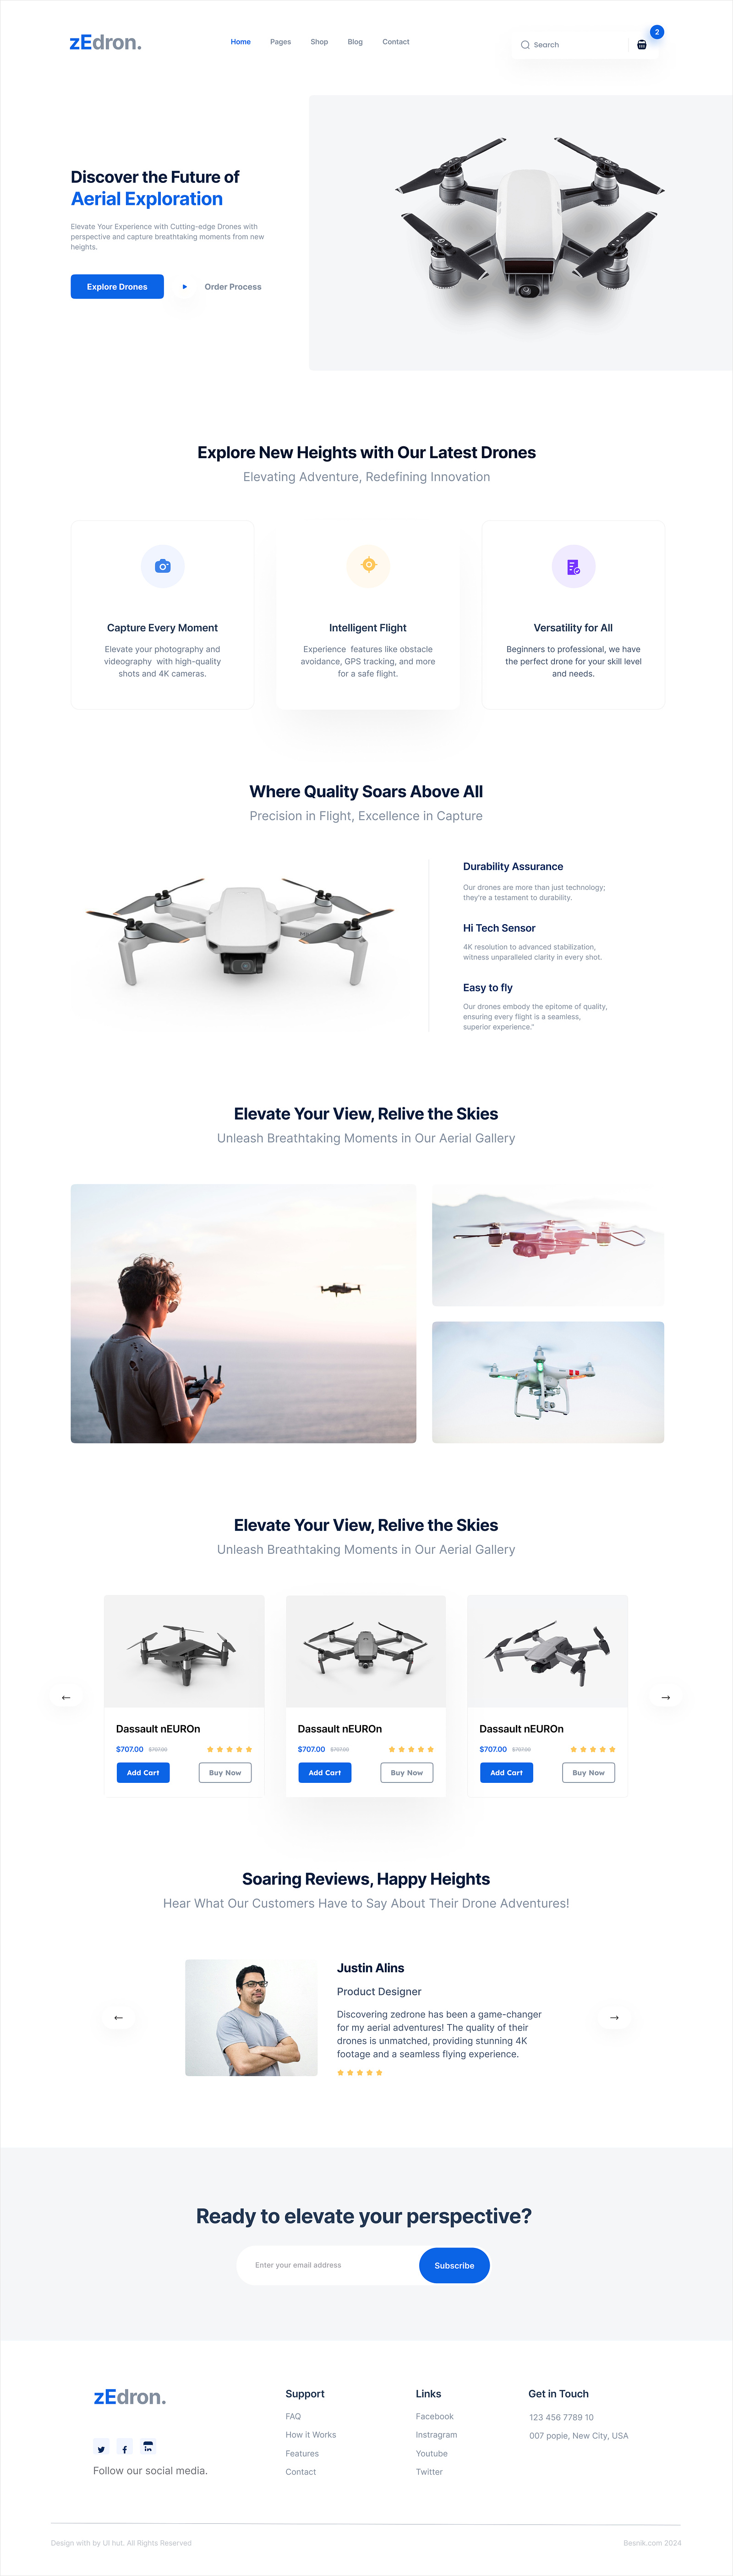 zEdron.
Home Pages Shop Blog Contact
Search
2
Discover the Future of
Aerial Exploration
Elevate Your Experience with Cutting-edge Drones with
perspective and capture breathtaking moments from new
heights.
Explore Drones
Order Process
Explore New Heights with Our Latest Drones
Elevating Adventure, Redefining Innovation
Capture Every Moment
Elevate your photography and
videography with high-quality
shots and 4K cameras.
Intelligent Flight
Experience features like obstacle
avoidance, GPS tracking, and more
for a safe flight.
Versatility for All
Beginners to professional, we have
the perfect drone for your skill level
and needs.
Where Quality Soars Above All
Precision in Flight, Excellence in Capture
Durability Assurance
Our drones are more than just technology;
they're a testament to durability.
Hi Tech Sensor
4K resolution to advanced stabilization,
witness unparalleled clarity in every shot.
Easy to fly
Our drones embody the epitome of quality,
ensuring every flight is a seamless,
superior experience."
Elevate Your View, Relive the Skies
Unleash Breathtaking Moments in Our Aerial Gallery
Elevate Your View, Relive the Skies
Unleash Breathtaking Moments in Our Aerial Gallery
←
Dassault nEUROn
$707.00 $707.00
Add Cart
Buy Now
Dassault nEUROn
$707.00 $707.00
Add Cart
Buy Now
Dassault nEUROn
$707.00 $707.00
Add Cart
Buy Now
→
Soaring Reviews, Happy Heights
Hear What Our Customers Have to Say About Their Drone Adventures!
←
Justin Alins
Product Designer
Discovering zedrone has been a game-changer
for my aerial adventures! The quality of their
drones is unmatched, providing stunning 4K
footage and a seamless flying experience.
→
Ready to elevate your perspective?
Enter your email address
Subscribe
zEdron.
Follow our social media.
Support
FAQ
How it Works
Features
Contact
Links
Facebook
Instragram
Youtube
Twitter
Get in Touch
123 456 7789 10
007 popie, New City, USA
Design with by UI hut. All Rights Reserved
Besnik.com 2024